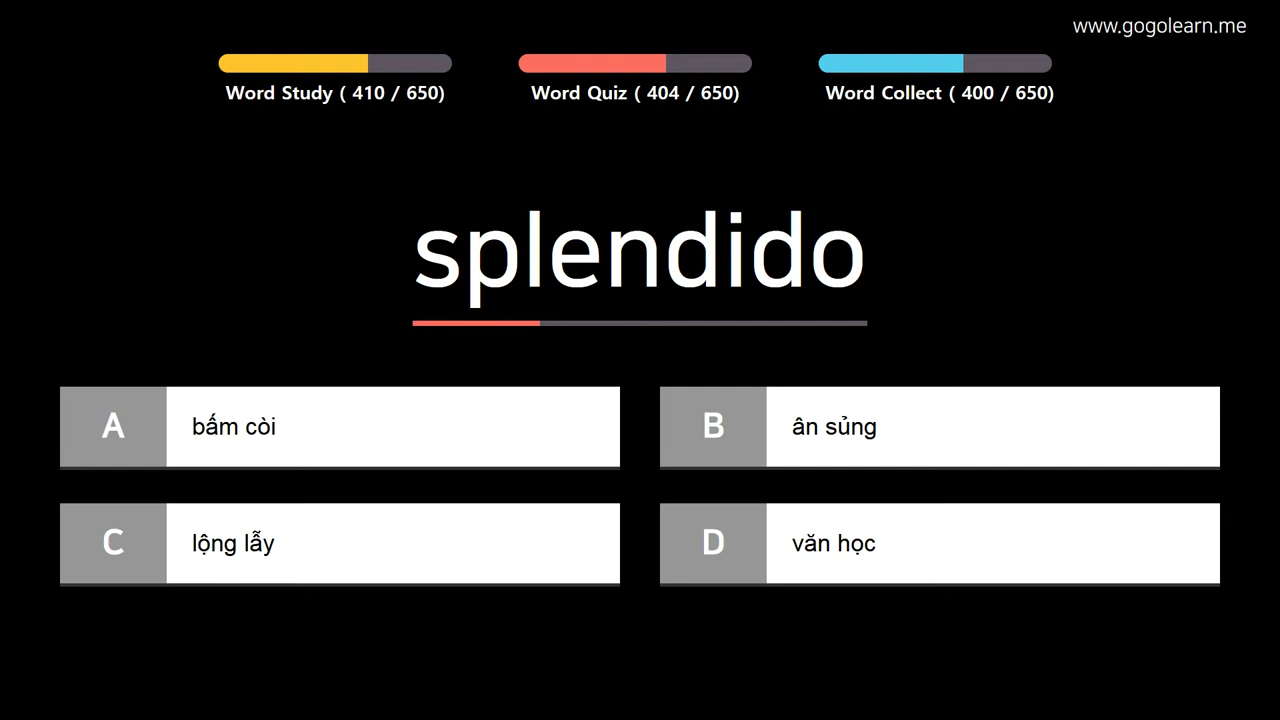 www.gogolearn.me
Word Study ( 410 / 650)
Word Quiz ( 404 / 650)
Word Collect ( 400 / 650)
splendido
A
bấm còi
B
ân sủng
C
lộng lẫy
D
văn học